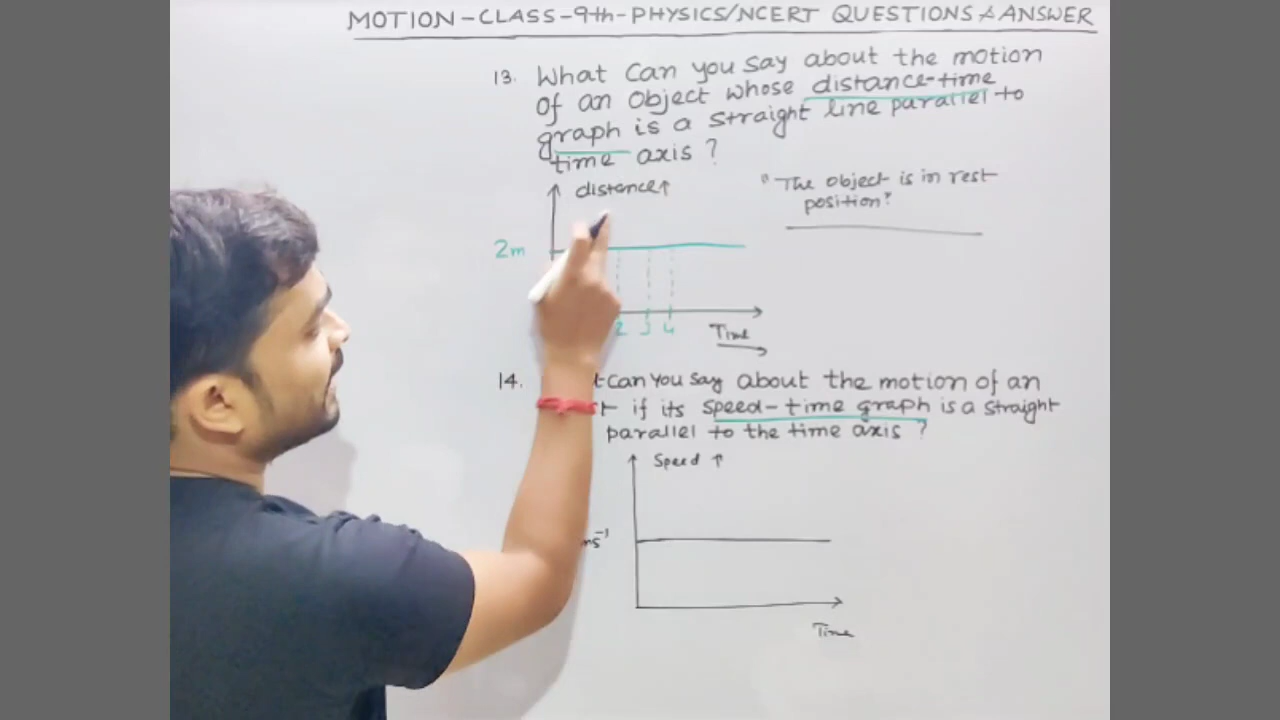 MOTION-CLASS-9th-PHYSICS/NCERT QUESTIONS & ANSWER
13. What Can you say about the motion
of an object whose distance-time
graph is a straight line parallel to
time axis?
distance↑
"The object is in rest
position"
2m
2 3 4
Time
14. t Can you say about the motion of an
t if its speed-time graph is a straight
parallel to the time axis?
Speed ↑
ms⁻¹
Time